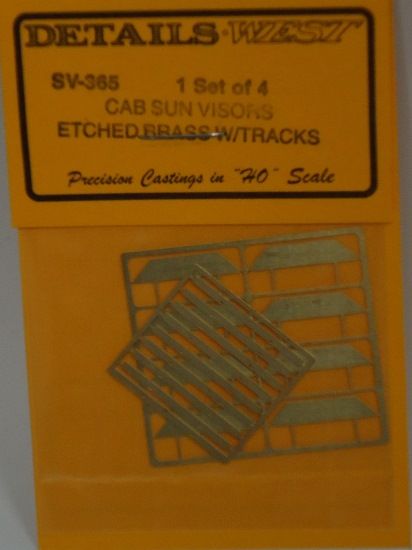 DETAILS·WEST
SV-365 1 Set of 4
CAB SUN VISORS
ETCHED BRASS W/TRACKS
Precision Castings in "HO" Scale